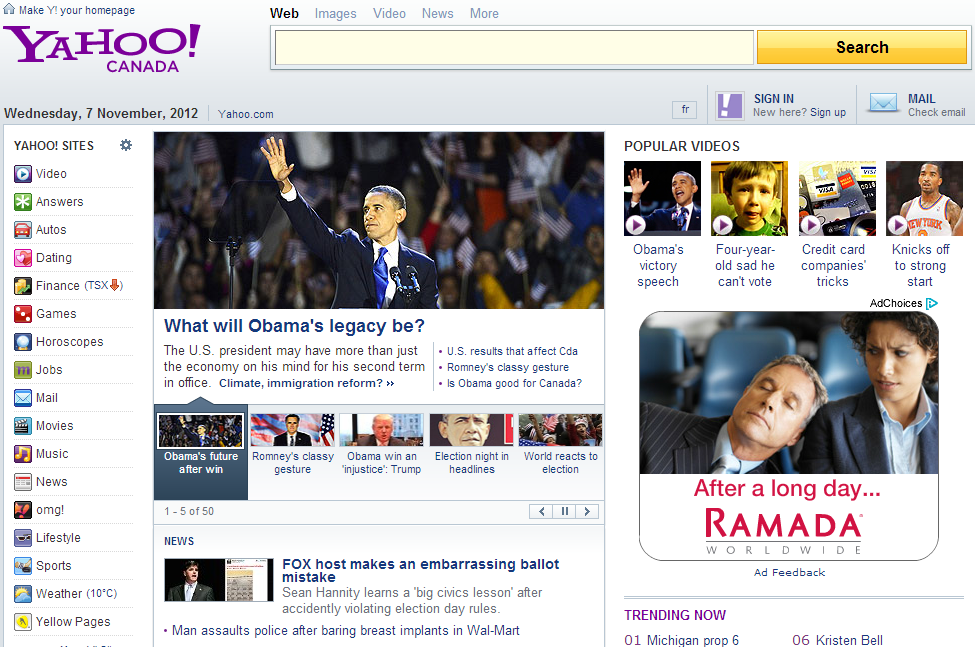 Make Y! your homepage
YAHOO!
CANADA
Web Images Video News More
Search
Wednesday, 7 November, 2012 Yahoo.com
fr
SIGN IN
New here? Sign up
MAIL
Check email
YAHOO! SITES
Video
Answers
Autos
Dating
Finance (TSX)
Games
Horoscopes
Jobs
Mail
Movies
Music
News
omg!
Lifestyle
Sports
Weather (10°C)
Yellow Pages
What will Obama's legacy be?
The U.S. president may have more than just
the economy on his mind for his second term
in office. Climate, immigration reform? ››
• U.S. results that affect Cda
• Romney's classy gesture
• Is Obama good for Canada?
Obama's future
after win
Romney's classy
gesture
Obama win an
'injustice': Trump
Election night in
headlines
World reacts to
election
1 - 5 of 50
NEWS
FOX host makes an embarrassing ballot
mistake
Sean Hannity learns a 'big civics lesson' after
accidently violating election day rules.
• Man assaults police after baring breast implants in Wal-Mart
POPULAR VIDEOS
Obama's
victory
speech
Four-year-
old sad he
can't vote
VISA
Credit card
companies'
tricks
Knicks off
to strong
start
AdChoices
After a long day...
RAMADA
WORLDWIDE
Ad Feedback
TRENDING NOW
01 Michigan prop 6
06 Kristen Bell